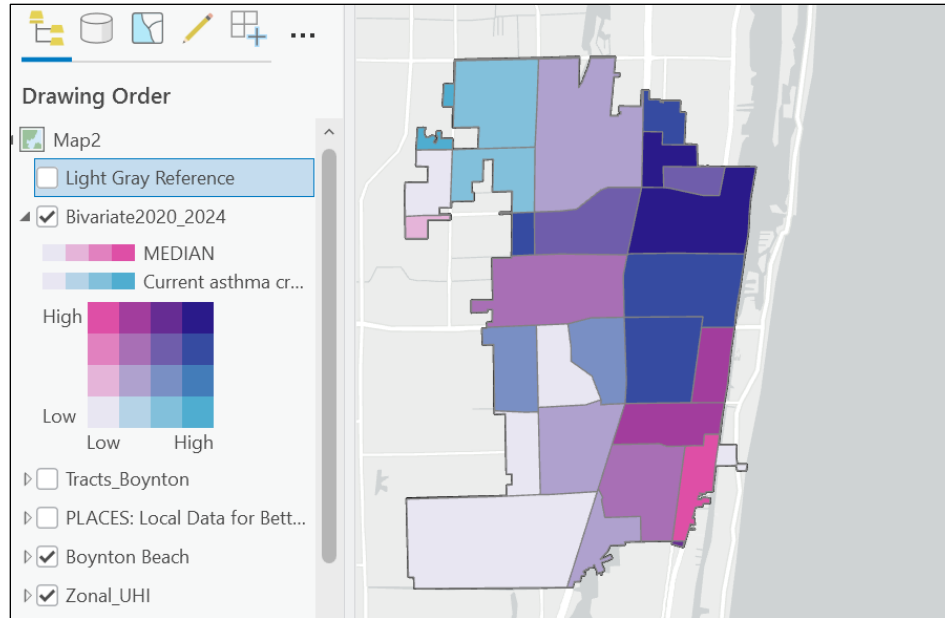 Drawing Order
Map2
Light Gray Reference
Bivariate2020_2024
MEDIAN
Current asthma cr...
High
Low
Low High
Tracts_Boynton
PLACES: Local Data for Bett...
Boynton Beach
Zonal_UHI